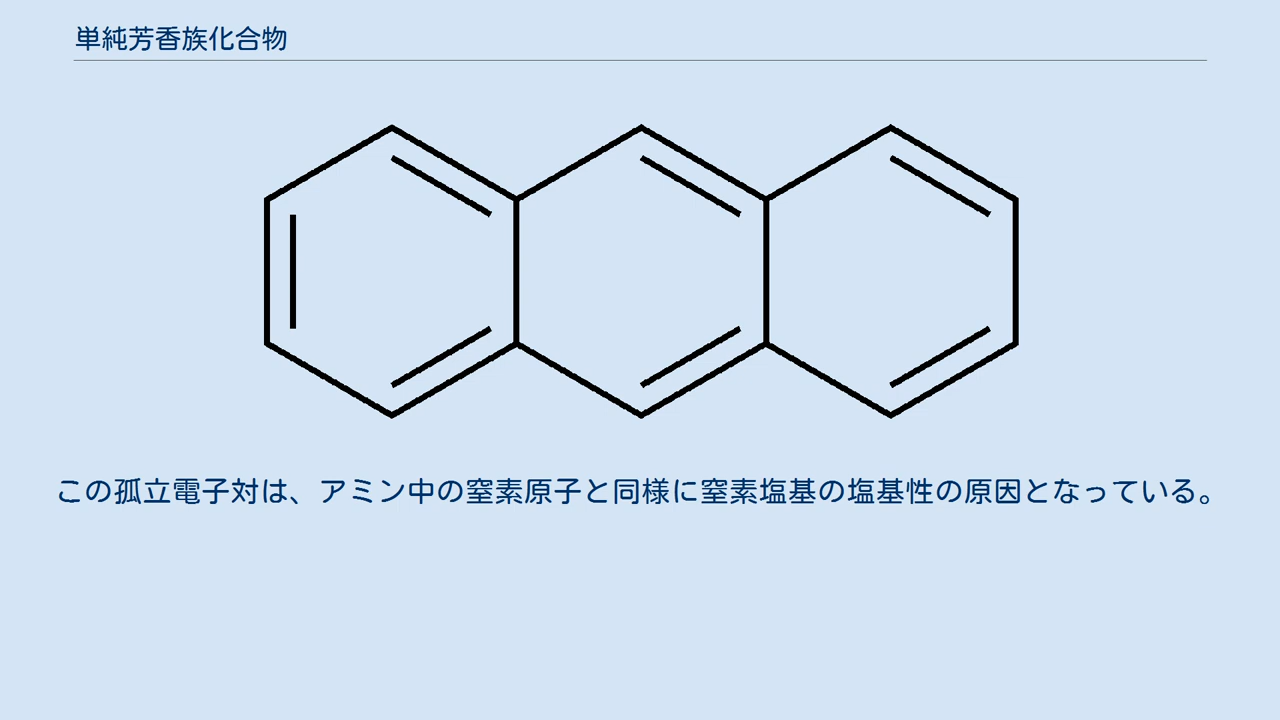 単純芳香族化合物
この孤立電子対は、アミン中の窒素原子と同様に窒素塩基の塩基性の原因となっている。